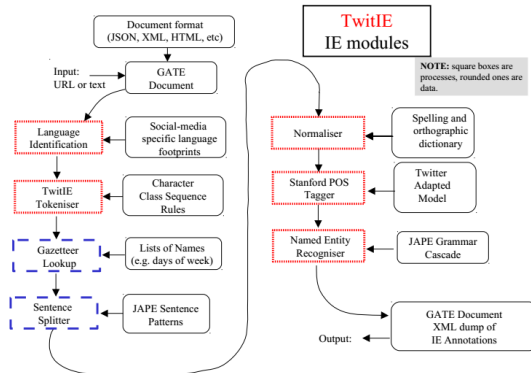 TwitIE
IE modules
NOTE: square boxes are
processes, rounded ones are
data.
Document format
(JSON, XML, HTML, etc)
Input:
URL or text
GATE
Document
Language
Identification
Social-media
specific language
footprints
TwitIE
Tokeniser
Character
Class Sequence
Rules
Gazetteer
Lookup
Lists of Names
(e.g. days of week)
Sentence
Splitter
JAPE Sentence
Patterns
Normaliser
Spelling and
orthographic
dictionary
Stanford POS
Tagger
Twitter
Adapted
Model
Named Entity
Recogniser
JAPE Grammar
Cascade
Output:
GATE Document
XML dump of
IE Annotations